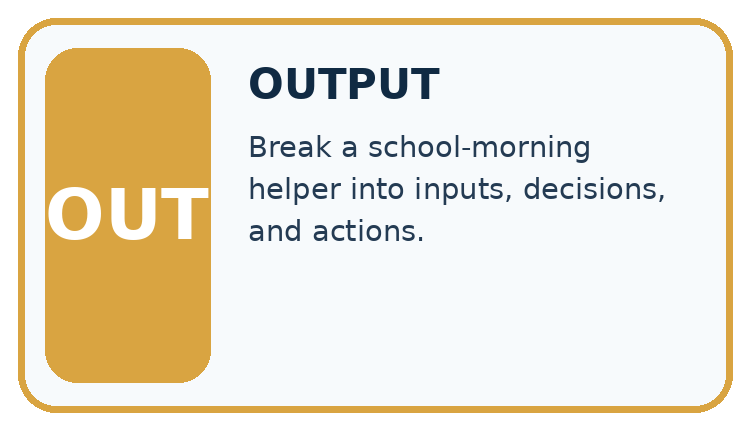 OUT
OUTPUT
Break a school-morning
helper into inputs, decisions,
and actions.